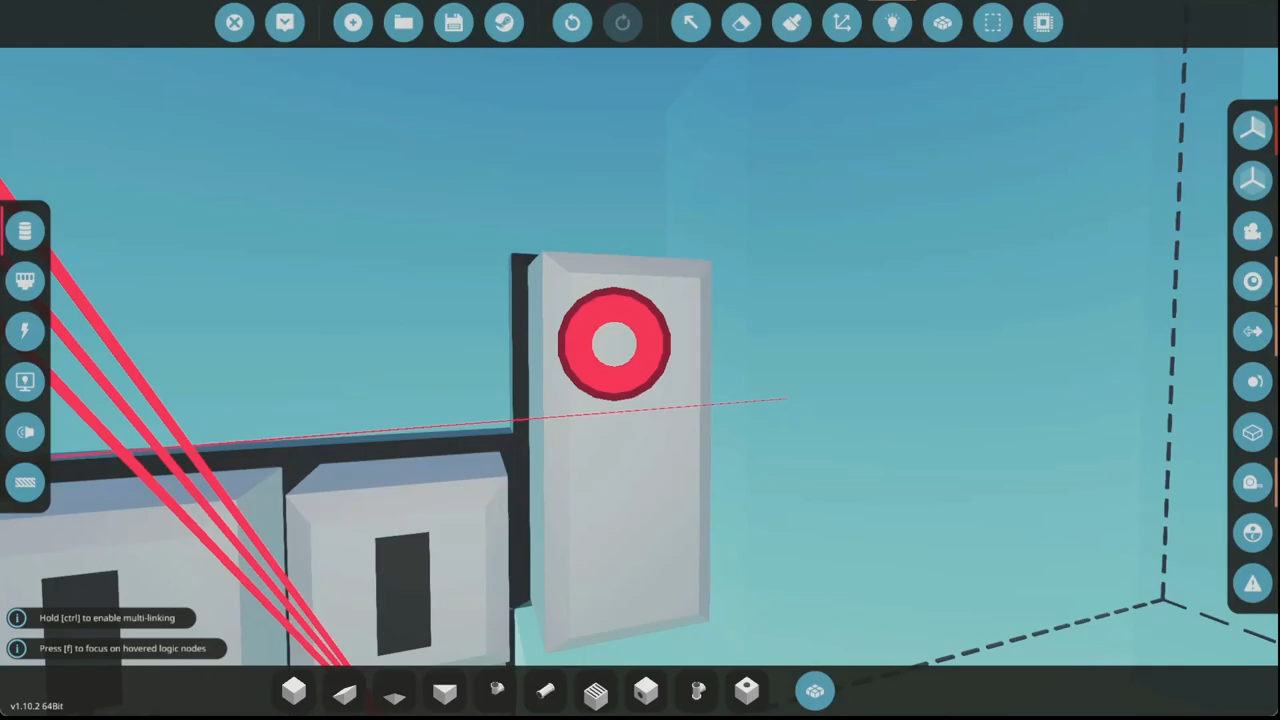 Hold [ctrl] to enable multi-linking
Press [f] to focus on hovered logic nodes
v1.10.2 64Bit